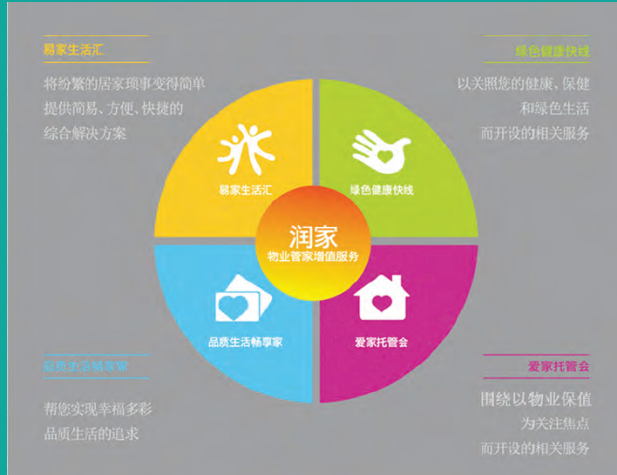 易家生活汇
将纷繁的居家琐事变得简单
提供简易、方便、快捷的
综合解决方案
绿色健康快线
以关照您的健康、保健
和绿色生活
而开设的相关服务
易家生活汇
绿色健康快线
润家
物业管家增值服务
品质生活畅享家
爱家托管会
品质生活畅享家
帮您实现幸福多彩
品质生活的追求
爱家托管会
围绕以物业保值
为关注焦点
而开设的相关服务